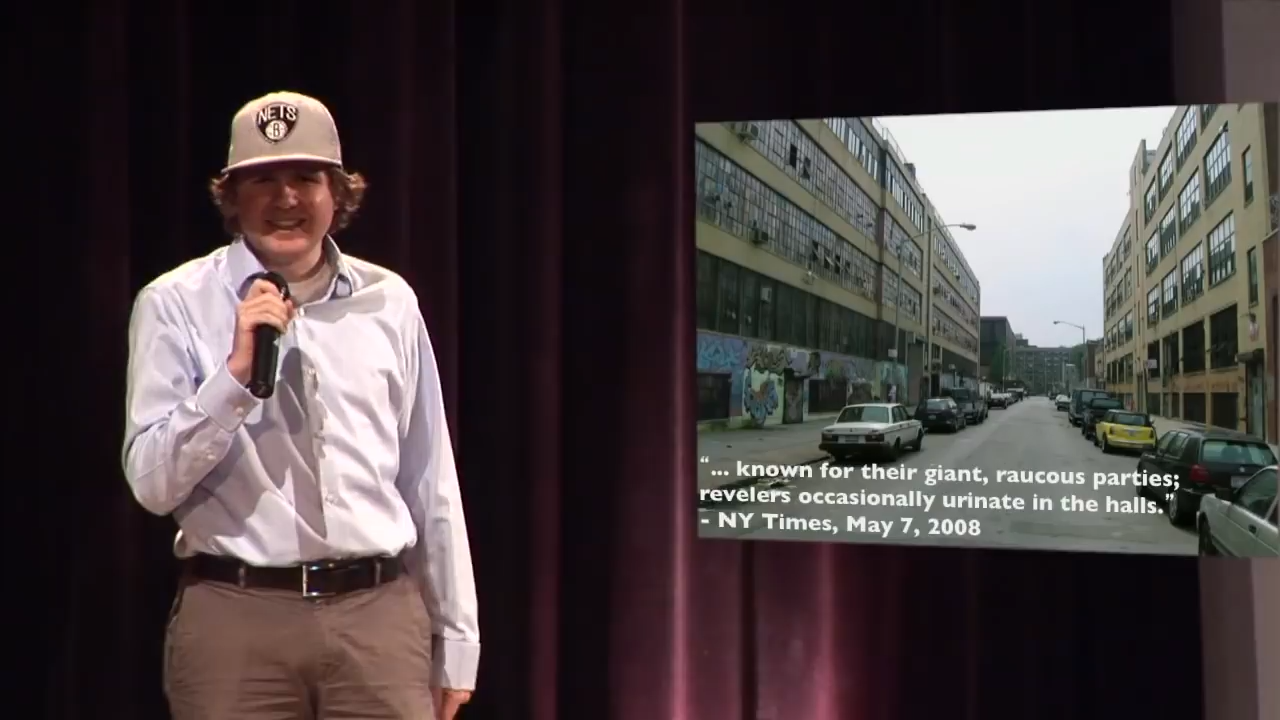 NETS
B
“... known for their giant, raucous parties;
revelers occasionally urinate in the halls.”
- NY Times, May 7, 2008